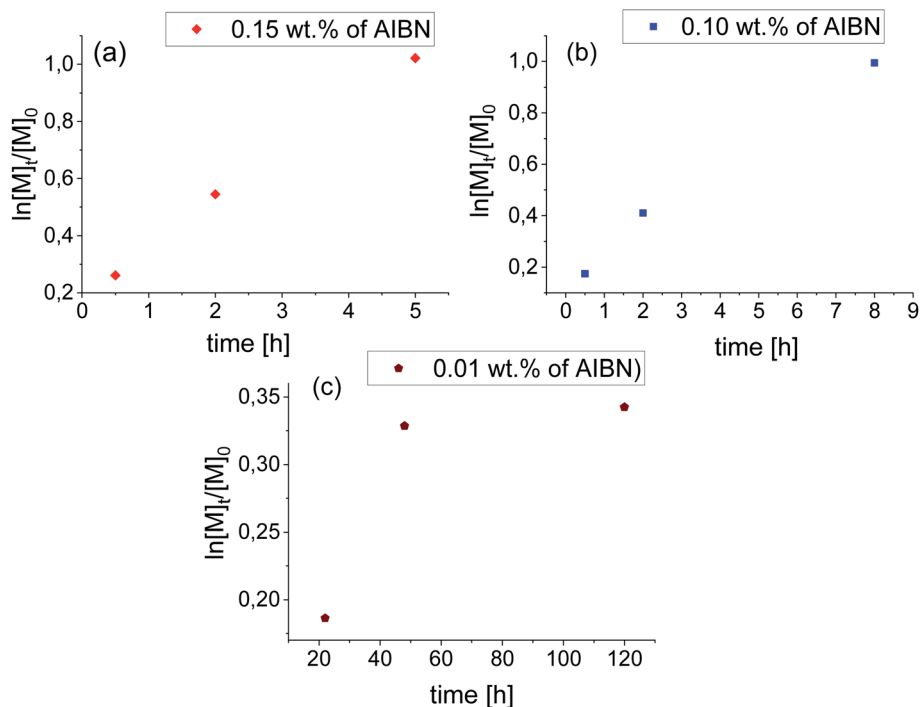 (a)
0.15 wt.% of AIBN
ln[M]t/[M]0
1,0
0,8
0,6
0,4
0,2
0 1 2 3 4 5
time [h]
(b)
0.10 wt.% of AIBN
ln[M]t/[M]0
1,0
0,8
0,6
0,4
0,2
0 1 2 3 4 5 6 7 8 9
time [h]
(c)
0.01 wt.% of AIBN)
ln[M]t/[M]0
0,35
0,30
0,25
0,20
20 40 60 80 100 120
time [h]